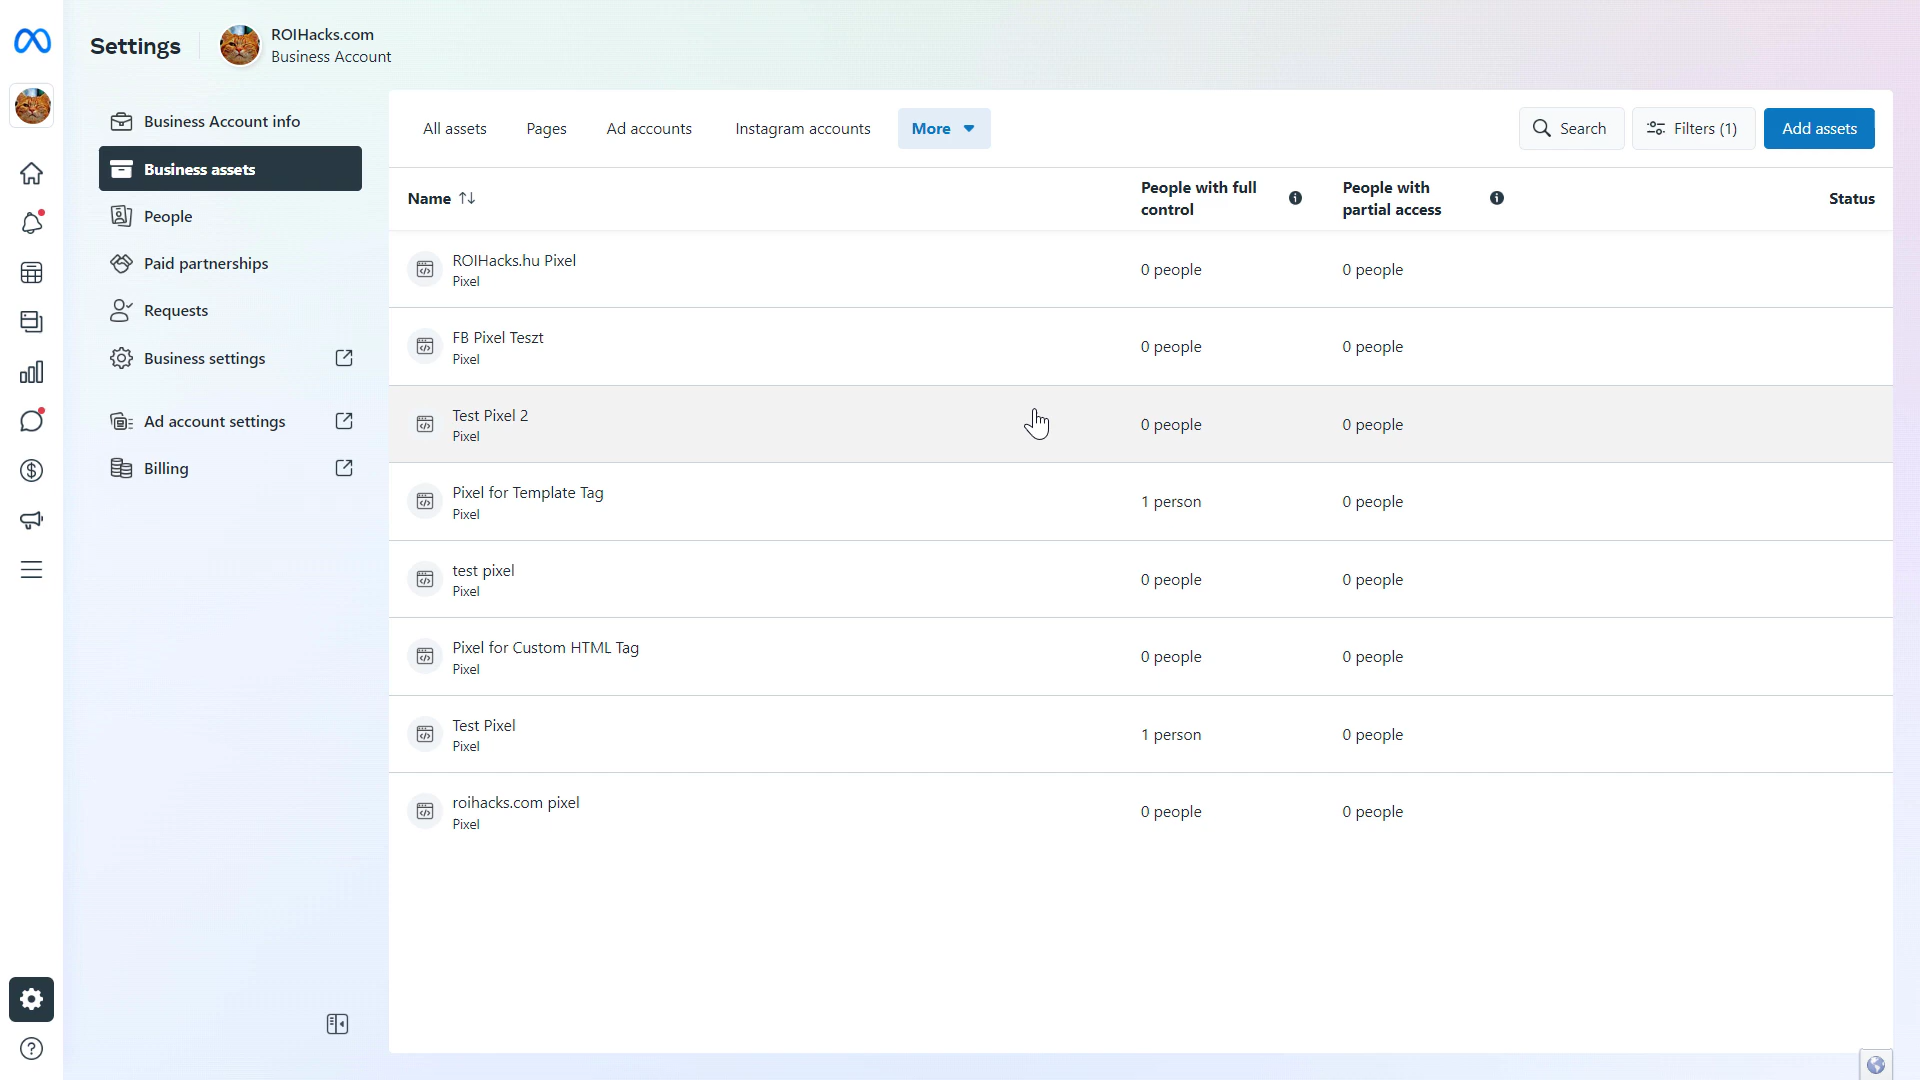 Settings
ROIHacks.com
Business Account
Business Account info
Business assets
People
Paid partnerships
Requests
Business settings
Ad account settings
Billing
All assets
Pages
Ad accounts
Instagram accounts
More
Search
Filters (1)
Add assets
Name
People with full
control
People with
partial access
Status
ROIHacks.hu Pixel
Pixel
0 people
0 people
FB Pixel Teszt
Pixel
0 people
0 people
Test Pixel 2
Pixel
0 people
0 people
Pixel for Template Tag
Pixel
1 person
0 people
test pixel
Pixel
0 people
0 people
Pixel for Custom HTML Tag
Pixel
0 people
0 people
Test Pixel
Pixel
1 person
0 people
roihacks.com pixel
Pixel
0 people
0 people